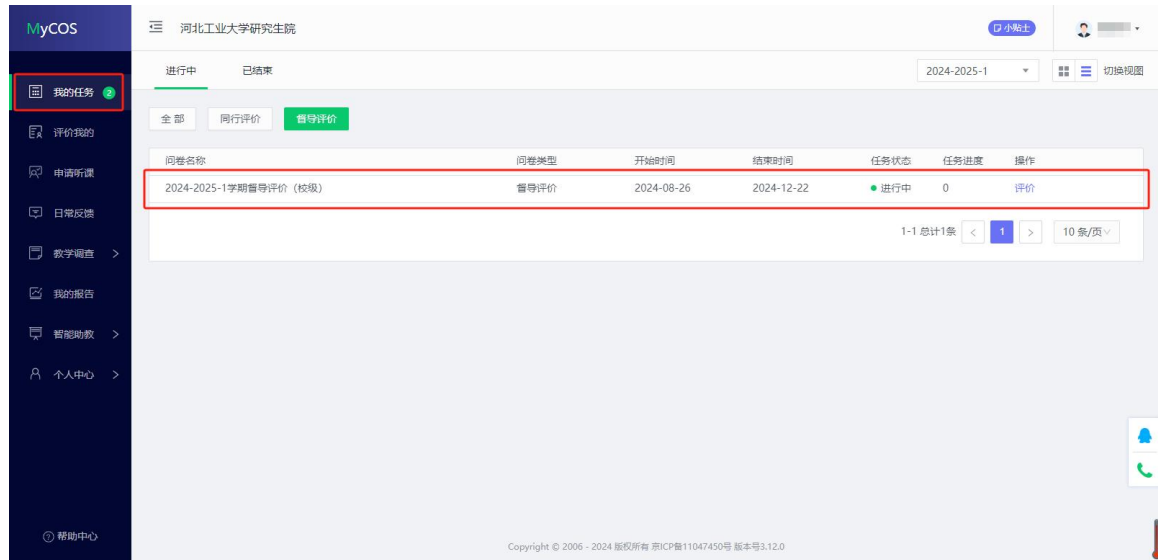 MyCOS
河北工业大学研究生院
小贴士
进行中 已结束
2024-2025-1
切换视图
我的任务 2
评价我的
申请听课
日常反馈
教学调查 >
我的报告
智能助教 >
个人中心 >
帮助中心
全部 同行评价 督导评价
问卷名称 问卷类型 开始时间 结束时间 任务状态 任务进度 操作
2024-2025-1学期督导评价（校级） 督导评价 2024-08-26 2024-12-22 进行中 0 评价
1-1 总计1条 < 1 > 10 条/页
Copyright © 2006 - 2024 版权所有 京ICP备11047450号 版本号3.12.0